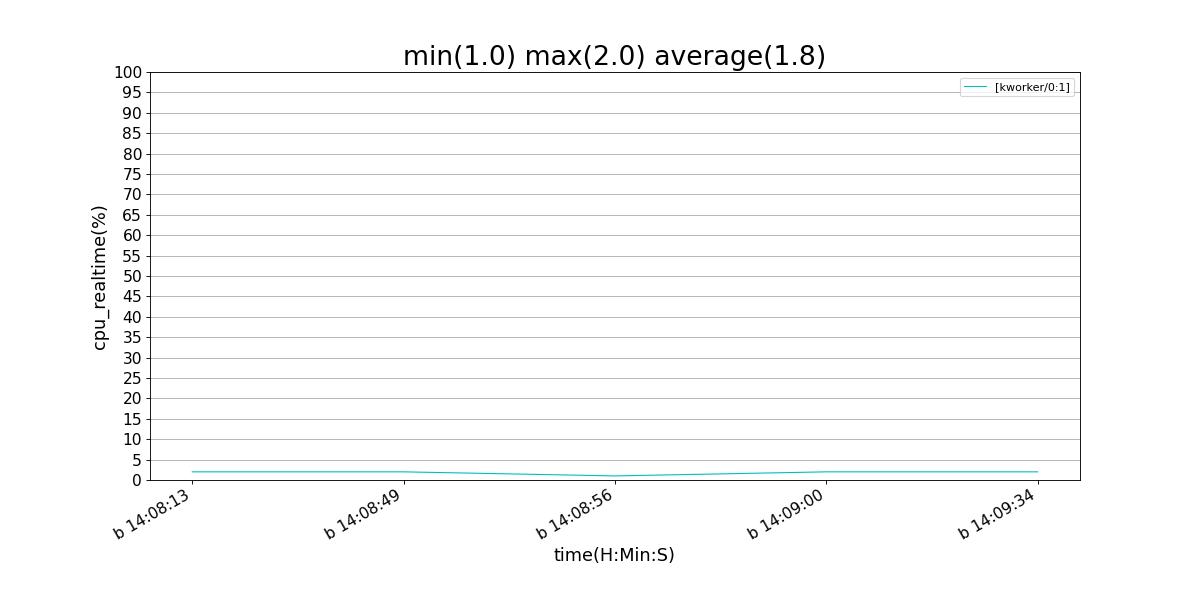 min(1.0) max(2.0) average(1.8)
[kworker/0:1]
100
95
90
85
80
75
70
65
60
55
50
45
40
35
30
25
20
15
10
5
0
cpu_realtime(%)
b 14:08:13
b 14:08:49
b 14:08:56
b 14:09:00
b 14:09:34
time(H:Min:S)